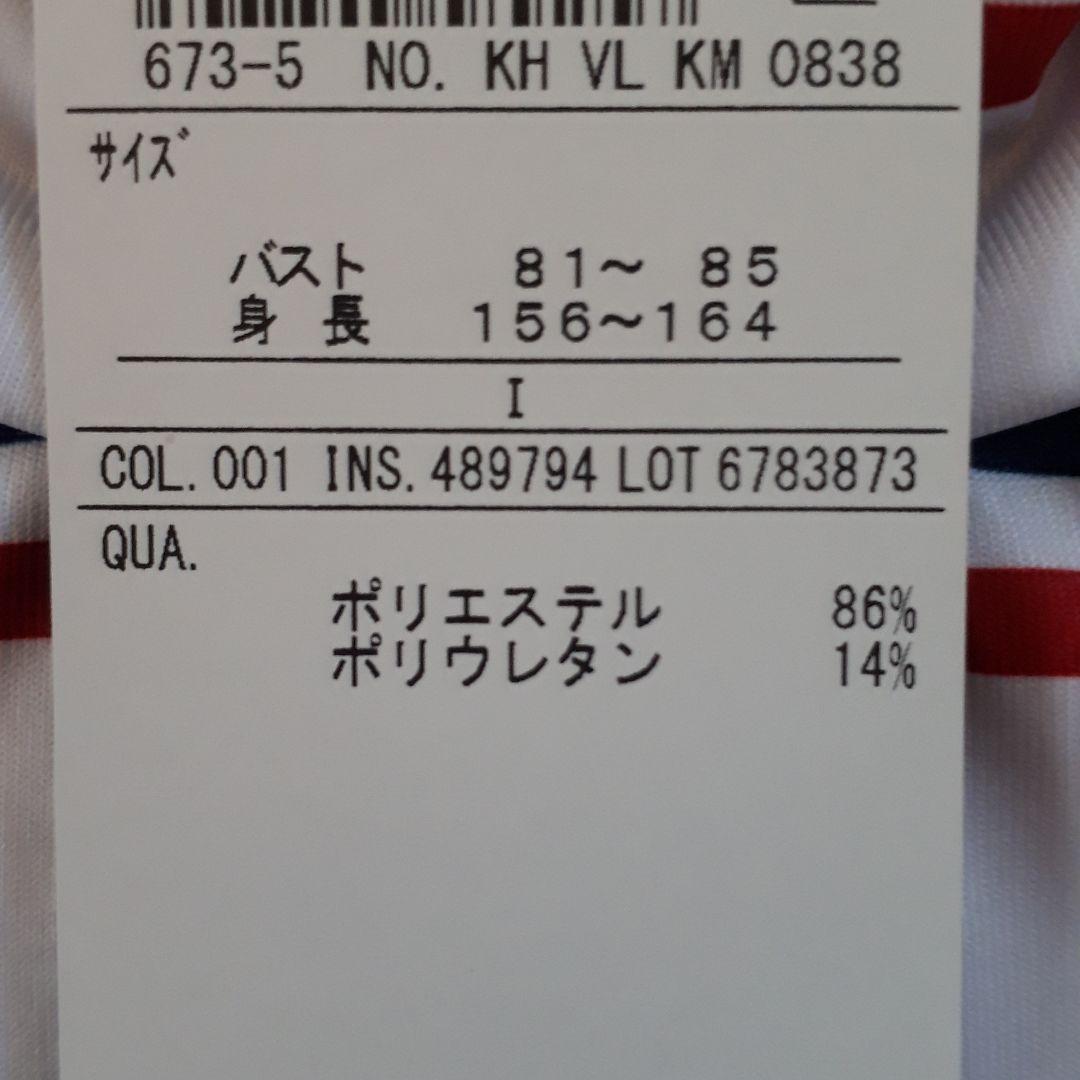 673-5 NO. KH VL KM 0838
サイズ
バスト 81～ 85
身 長 156～164
I
COL. 001 INS. 489794 LOT 6783873
QUA.
ポリエステル 86%
ポリウレタン 14%